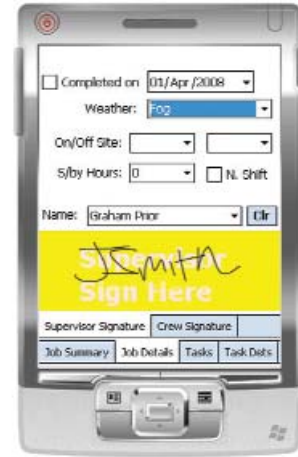 Completed on 01/Apr/2008
Weather: Fog
On/Off Site:
S/by Hours: 0 N. Shift
Name: Graham Prior Clr
Supervisor
Sign Here
JSmith
Supervisor Signature Crew Signature
Job Summary Job Details Tasks Task Dets